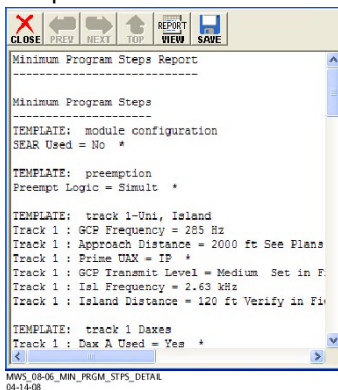 CLOSE PREV NEXT TOP REPORT VIEW SAVE
Minimum Program Steps Report
----------------------------
Minimum Program Steps
---------------------
TEMPLATE:  module configuration
SEAR Used = No  *
TEMPLATE:  preemption
Preempt Logic = Simult  *
TEMPLATE:  track 1-Uni, Island
Track 1 : GCP Frequency = 285 Hz
Track 1 : Approach Distance = 2000 ft See Plans
Track 1 : Prime UAX = IP  *
Track 1 : GCP Transmit Level = Medium  Set in F
Track 1 : Isl Frequency = 2.63 kHz
Track 1 : Island Distance = 120 ft Verify in Fi
TEMPLATE:  track 1 Daxes
Track 1 : Dax A Used = Yes  *
MWS_08-06_MIN_PRGM_STPS_DETAIL
04-14-08